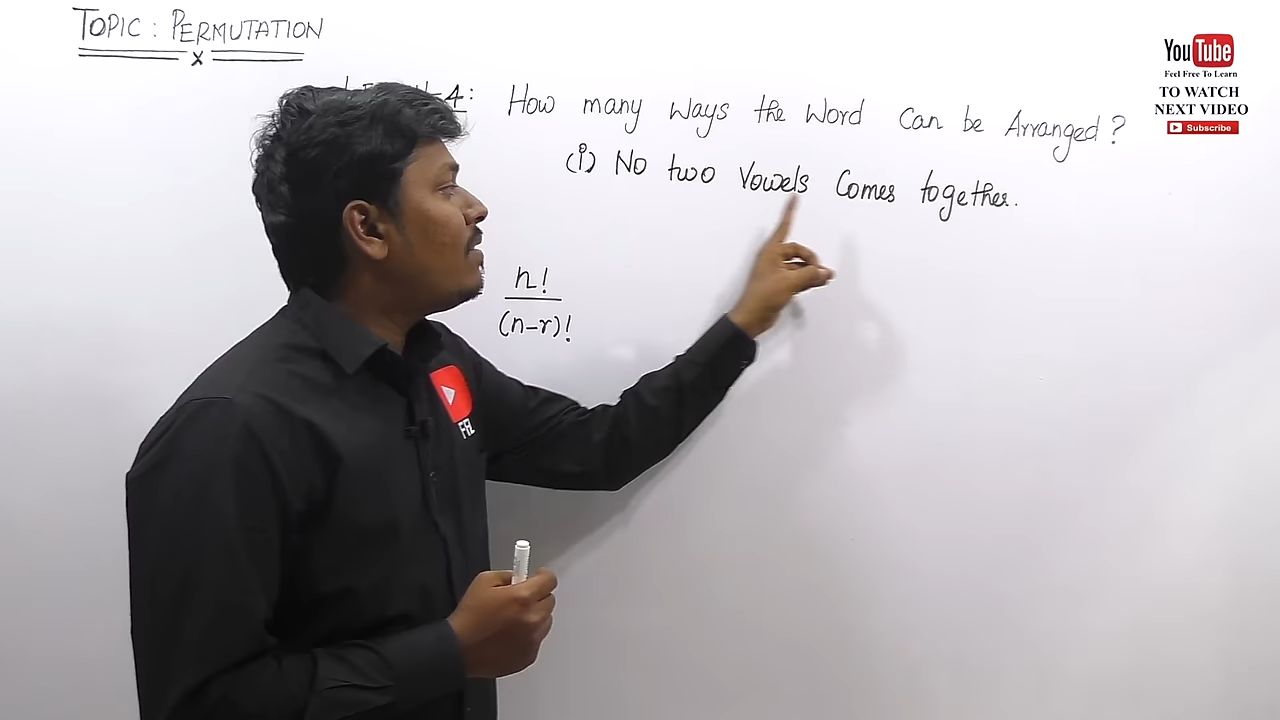 TOPIC : PERMUTATION
x
4: How many ways the Word Can be Arranged ?
(i) No two Vowels Comes together.
n!
(n-r)!
YouTube
Feel Free To Learn
TO WATCH
NEXT VIDEO
Subscribe
FFL